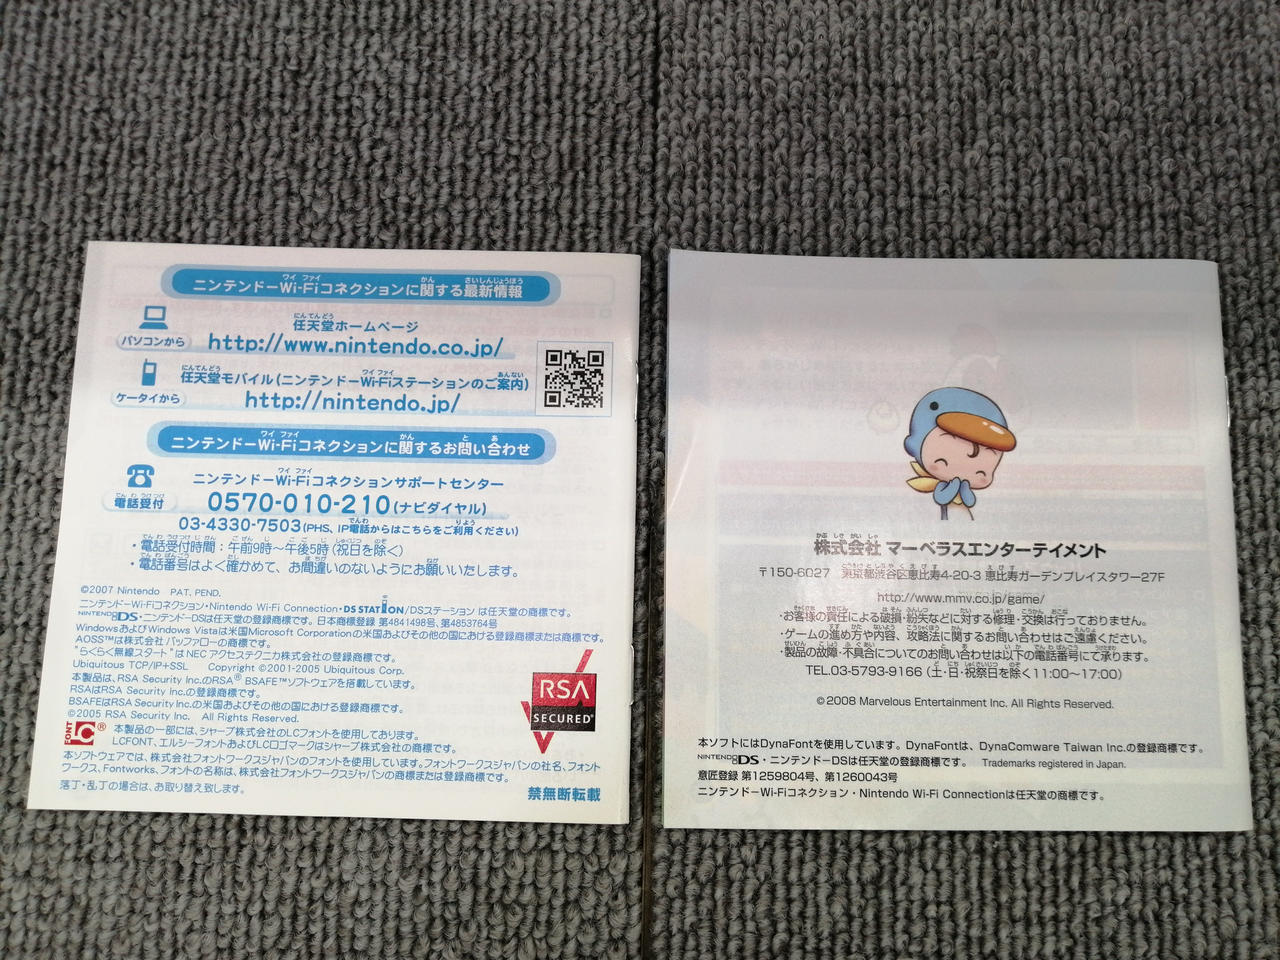 ニンテンドーWi-Fiコネクションに関する最新情報
パソコンから
任天堂ホームページ
http://www.nintendo.co.jp/
ケータイから
任天堂モバイル(ニンテンドーWi-Fiステーションのご案内)
http://nintendo.jp/
ニンテンドーWi-Fiコネクションに関するお問い合わせ
電話受付
ニンテンドーWi-Fiコネクションサポートセンター
0570-010-210(ナビダイヤル)
03-4330-7503(PHS、IP電話からはこちらをご利用ください)
・電話受付時間：午前9時～午後5時(祝日を除く)
・電話番号はよく確かめて、お間違いのないようにお願いいたします。
©2007 Nintendo PAT. PEND.
ニンテンドーWi-Fiコネクション・Nintendo Wi-Fi Connection・DS STATION/DSステーション は任天堂の商標です。
NINTENDO DS・ニンテンドーDSは任天堂の登録商標です。日本商標登録 第4841498号、第4853764号
WindowsおよびWindows Vistaは米国Microsoft Corporationの米国およびその他の国における登録商標または商標です。
AOSS™は株式会社 バッファローの商標です。
"らくらく無線スタート"はNEC アクセステクニカ株式会社の登録商標です。
Ubiquitous TCP/IP+SSL Copyright ©2001-2005 Ubiquitous Corp.
本製品は、RSA Security Inc.のRSA® BSAFE™ソフトウェアを搭載しています。
RSAはRSA Security Inc.の登録商標です。
BSAFEはRSA Security Inc.の米国およびその他の国における登録商標です。
©2005 RSA Security Inc. All Rights Reserved.
RSA
SECURED
LC FONT ®
本製品の一部には、シャープ株式会社のLCフォントを使用しております。
LCFONT、エルシーフォントおよびLCロゴマークはシャープ株式会社の商標です。
本ソフトウェアでは、株式会社フォントワークスジャパンのフォントを使用しています。フォントワークスジャパンの社名、フォント
ワークス、Fontworks、フォントの名称は、株式会社フォントワークスジャパンの商標または登録商標です。
落丁・乱丁の場合は、お取り替え致します。
禁無断転載
株式会社 マーベラスエンターテイメント
〒150-6027 東京都渋谷区恵比寿4-20-3 恵比寿ガーデンプレイスタワー27F
http://www.mmv.co.jp/game/
・お客様の責任による破損・紛失などに対する修理・交換は行っておりません。
・ゲームの進め方や内容、攻略法に関するお問い合わせはご遠慮ください。
・製品の故障・不具合についてのお問い合わせは以下の電話番号にて承ります。
TEL.03-5793-9166 (土・日・祝祭日を除く11:00～17:00)
©2008 Marvelous Entertainment Inc. All Rights Reserved.
本ソフトにはDynaFontを使用しています。DynaFontは、DynaComware Taiwan Inc.の登録商標です。
NINTENDO DS・ニンテンドーDSは任天堂の登録商標です。 Trademarks registered in Japan.
意匠登録 第1259804号、第1260043号
ニンテンドーWi-Fiコネクション・Nintendo Wi-Fi Connectionは任天堂の商標です。